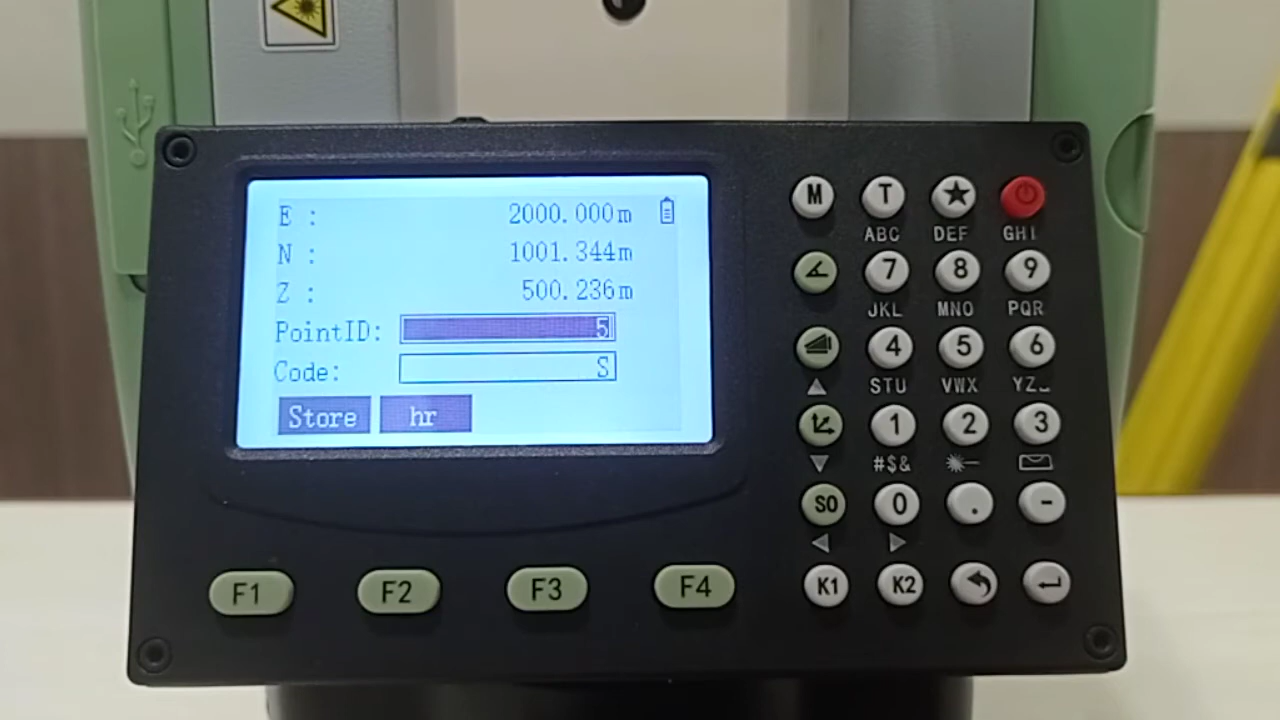 E : 2000.000m
N : 1001.344m
Z : 500.236m
PointID: 5
Code: S
Store hr
M T ★
ABC DEF GHI
7 8 9
JKL MNO PQR
4 5 6
STU VWX YZ_
1 2 3
#$&
S0 0 . -
F1 F2 F3 F4 K1 K2